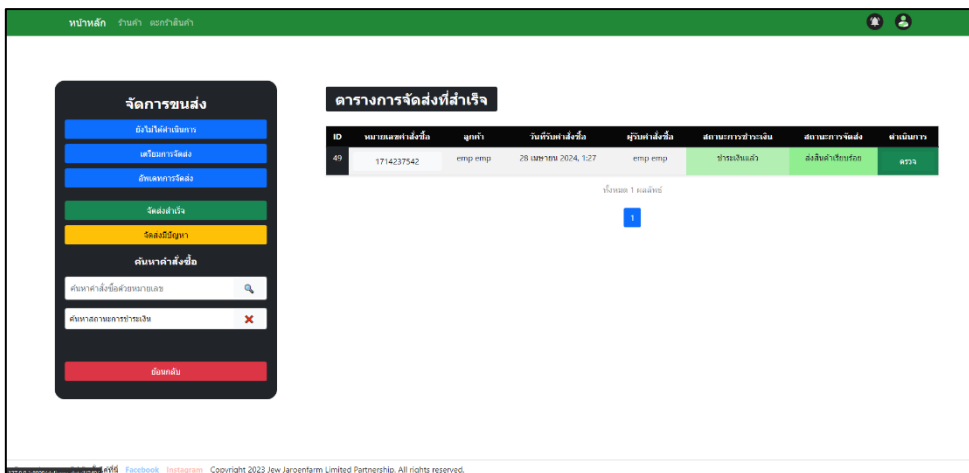 หน้าหลัก ร้านค้า ตะกร้าสินค้า
จัดการขนส่ง
ยังไม่ได้ดำเนินการ
เตรียมการจัดส่ง
อัพเดทการจัดส่ง
จัดส่งสำเร็จ
จัดส่งมีปัญหา
ค้นหาคำสั่งซื้อ
ค้นหาคำสั่งซื้อด้วยหมายเลข
ค้นหาสถานะการชำระเงิน
ย้อนกลับ
ตารางการจัดส่งที่สำเร็จ
ID หมายเลขคำสั่งซื้อ ลูกค้า วันที่รับคำสั่งซื้อ ผู้รับคำสั่งซื้อ สถานะการชำระเงิน สถานะการจัดส่ง ดำเนินการ
49 1714237542 emp emp 28 เมษายน 2024, 1:27 emp emp ชำระเงินแล้ว ส่งสินค้าเรียบร้อย ตรวจ
ทั้งหมด 1 ผลลัพธ์
1
Facebook Instagram Copyright 2023 Jew Jaroenfarm Limited Partnership. All rights reserved.